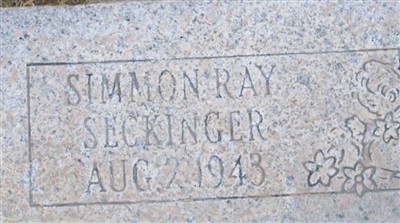 SIMMON RAY
SECKINGER
AUG. 2, 1943